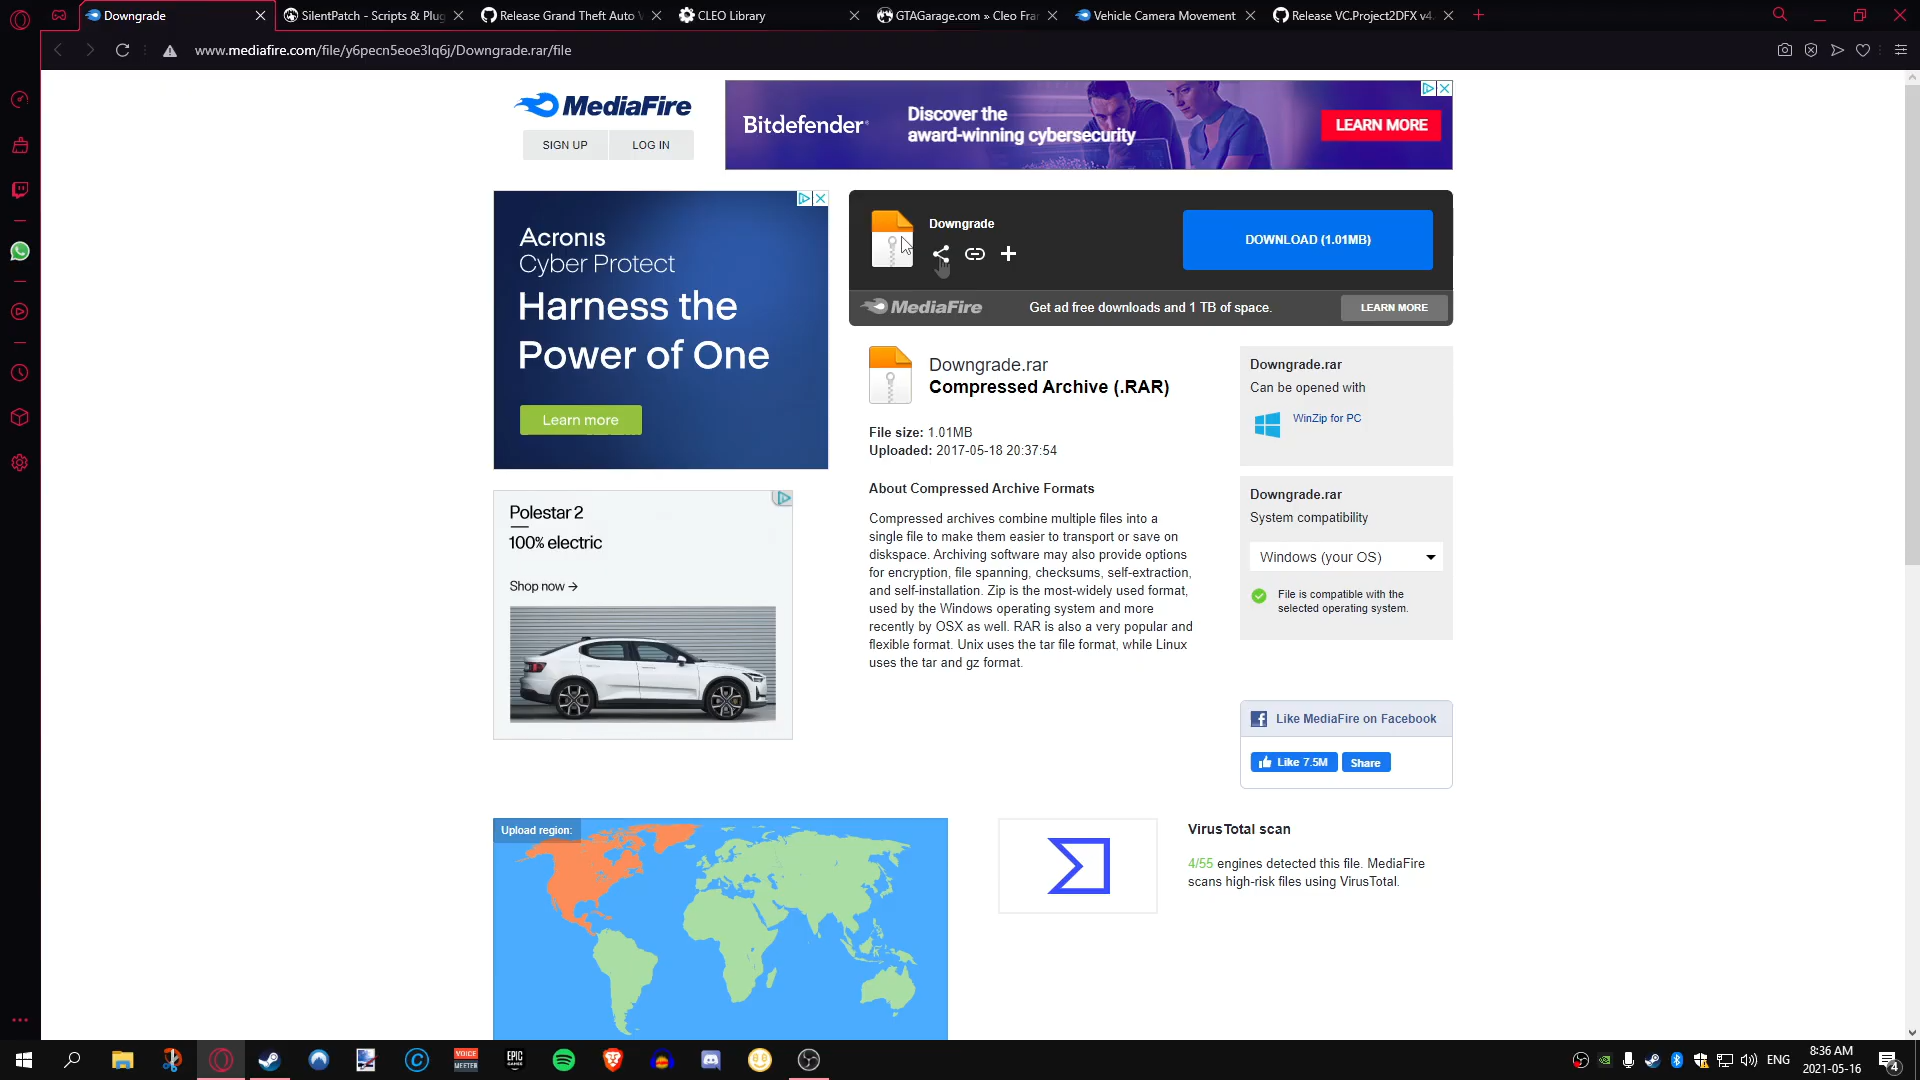 Downgrade
SilentPatch - Scripts & Plug
Release Grand Theft Auto V
CLEO Library
GTAGarage.com » Cleo Fra
Vehicle Camera Movement
Release VC.Project2DFX v4.
www.mediafire.com/file/y6pecn5eoe3lq6j/Downgrade.rar/file
MediaFire
SIGN UP
LOG IN
Bitdefender
Discover the
award-winning cybersecurity
LEARN MORE
Acronis
Cyber Protect
Harness the
Power of One
Learn more
Downgrade
DOWNLOAD (1.01MB)
MediaFire
Get ad free downloads and 1 TB of space.
LEARN MORE
Downgrade.rar
Compressed Archive (.RAR)
File size: 1.01MB
Uploaded: 2017-05-18 20:37:54
About Compressed Archive Formats
Compressed archives combine multiple files into a
single file to make them easier to transport or save on
diskspace. Archiving software may also provide options
for encryption, file spanning, checksums, self-extraction,
and self-installation. Zip is the most-widely used format,
used by the Windows operating system and more
recently by OSX as well. RAR is also a very popular and
flexible format. Unix uses the tar file format, while Linux
uses the tar and gz format.
Downgrade.rar
Can be opened with
WinZip for PC
Downgrade.rar
System compatibility
Windows (your OS)
File is compatible with the
selected operating system.
Like MediaFire on Facebook
Like 7.5M
Share
Polestar 2
100% electric
Shop now →
Upload region:
VirusTotal scan
4/55 engines detected this file. MediaFire
scans high-risk files using VirusTotal.
VOICE
MEETER
EPIC
GAMES
ENG
8:36 AM
2021-05-16
4